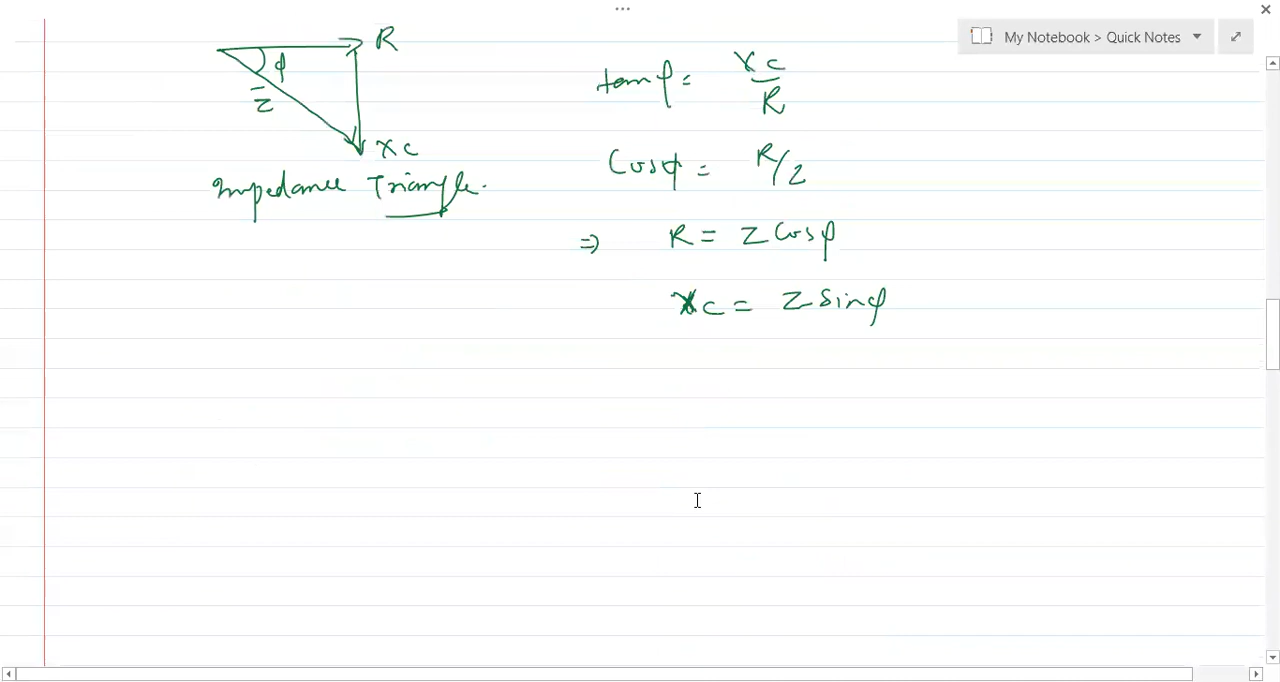 My Notebook > Quick Notes
R
φ
Z
Xc
Impedance Triangle.
tanφ = Xc/R
Cosφ = R/Z
⇒ R = Z Cosφ
Xc = Z Sinφ